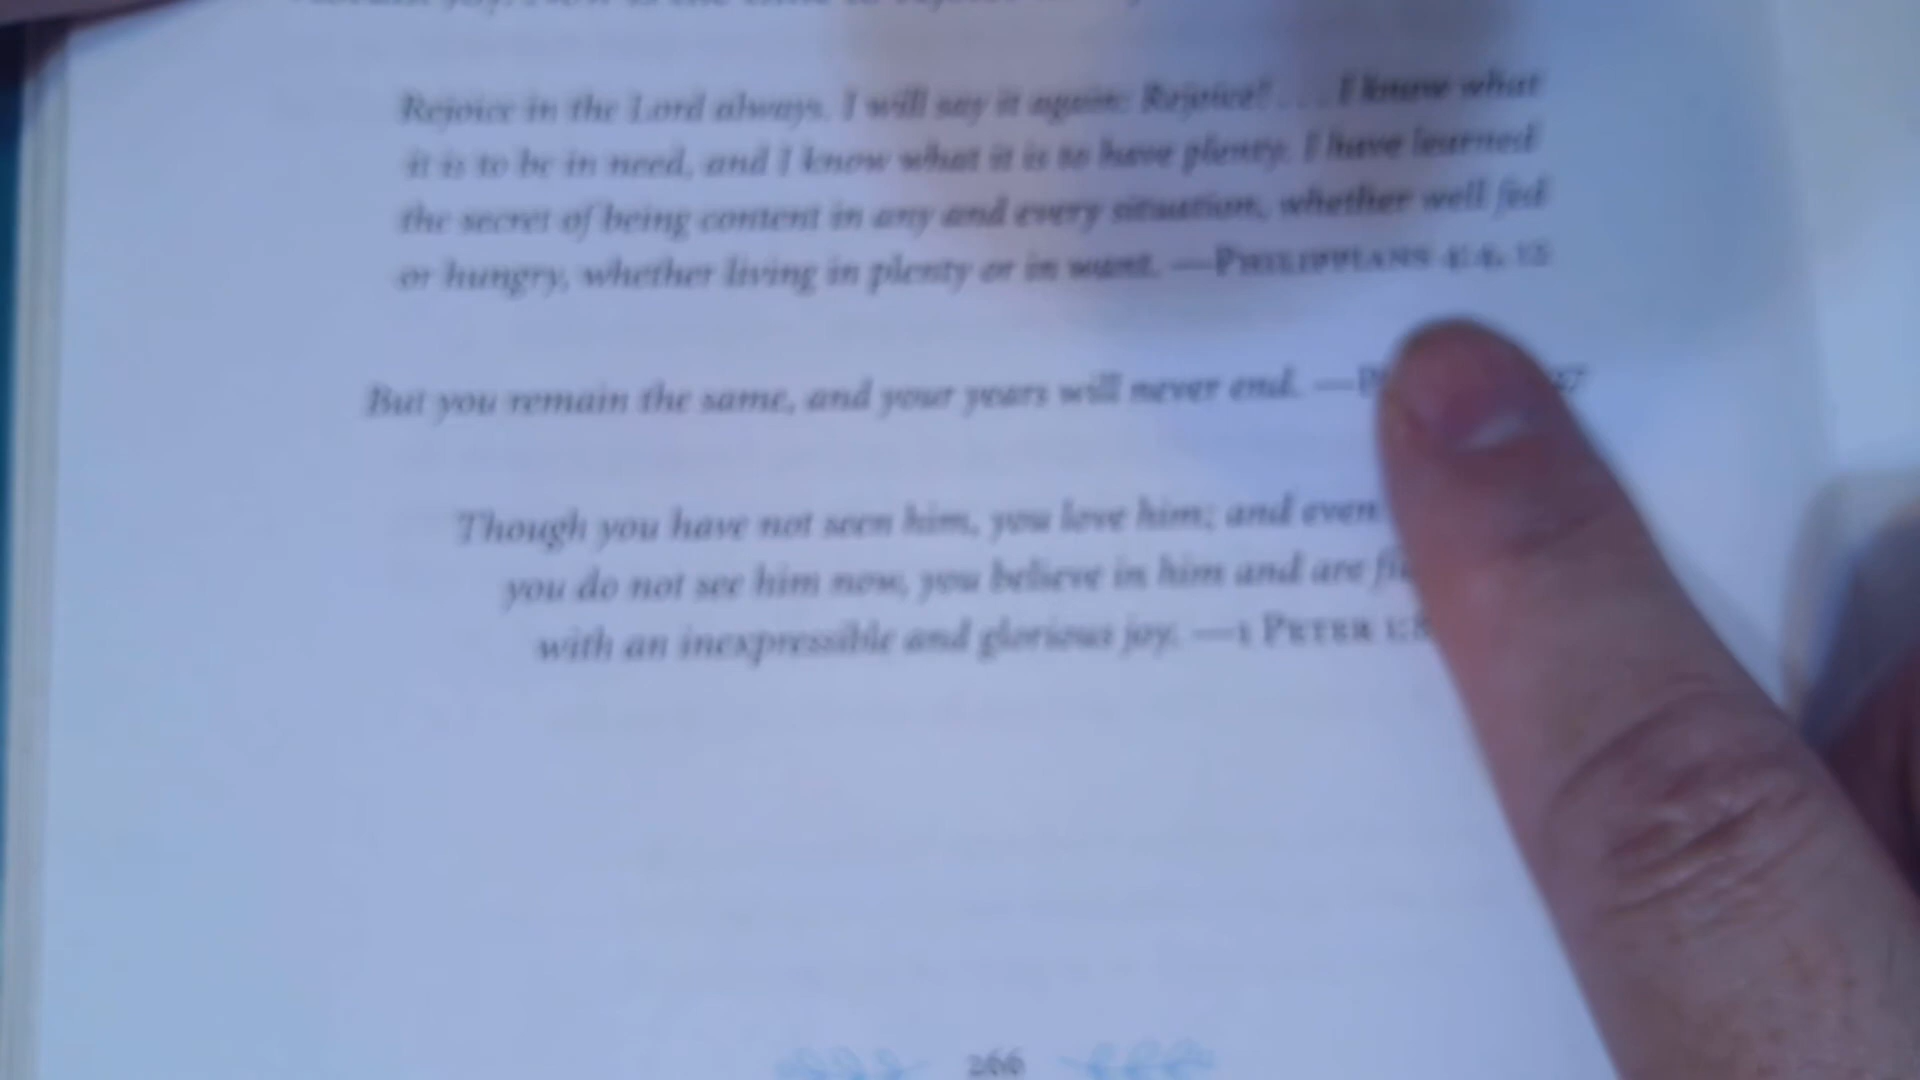 Rejoice in the Lord always. I will say it again: Rejoice! . . . I know what
it is to be in need, and I know what it is to have plenty. I have learned
the secret of being content in any and every situation, whether well fed
or hungry, whether living in plenty or in want. —PHILIPPIANS 4:4, 12
But you remain the same, and your years will never end. —P 27
Though you have not seen him, you love him; and even
you do not see him now, you believe in him and are fi
with an inexpressible and glorious joy. —1 PETER 1:8
266